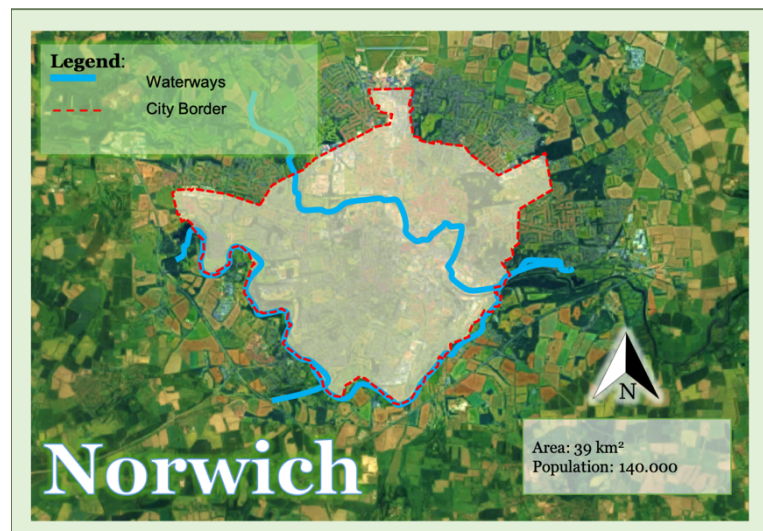 Legend:
Waterways
City Border
N
Area: 39 km²
Population: 140.000
Norwich